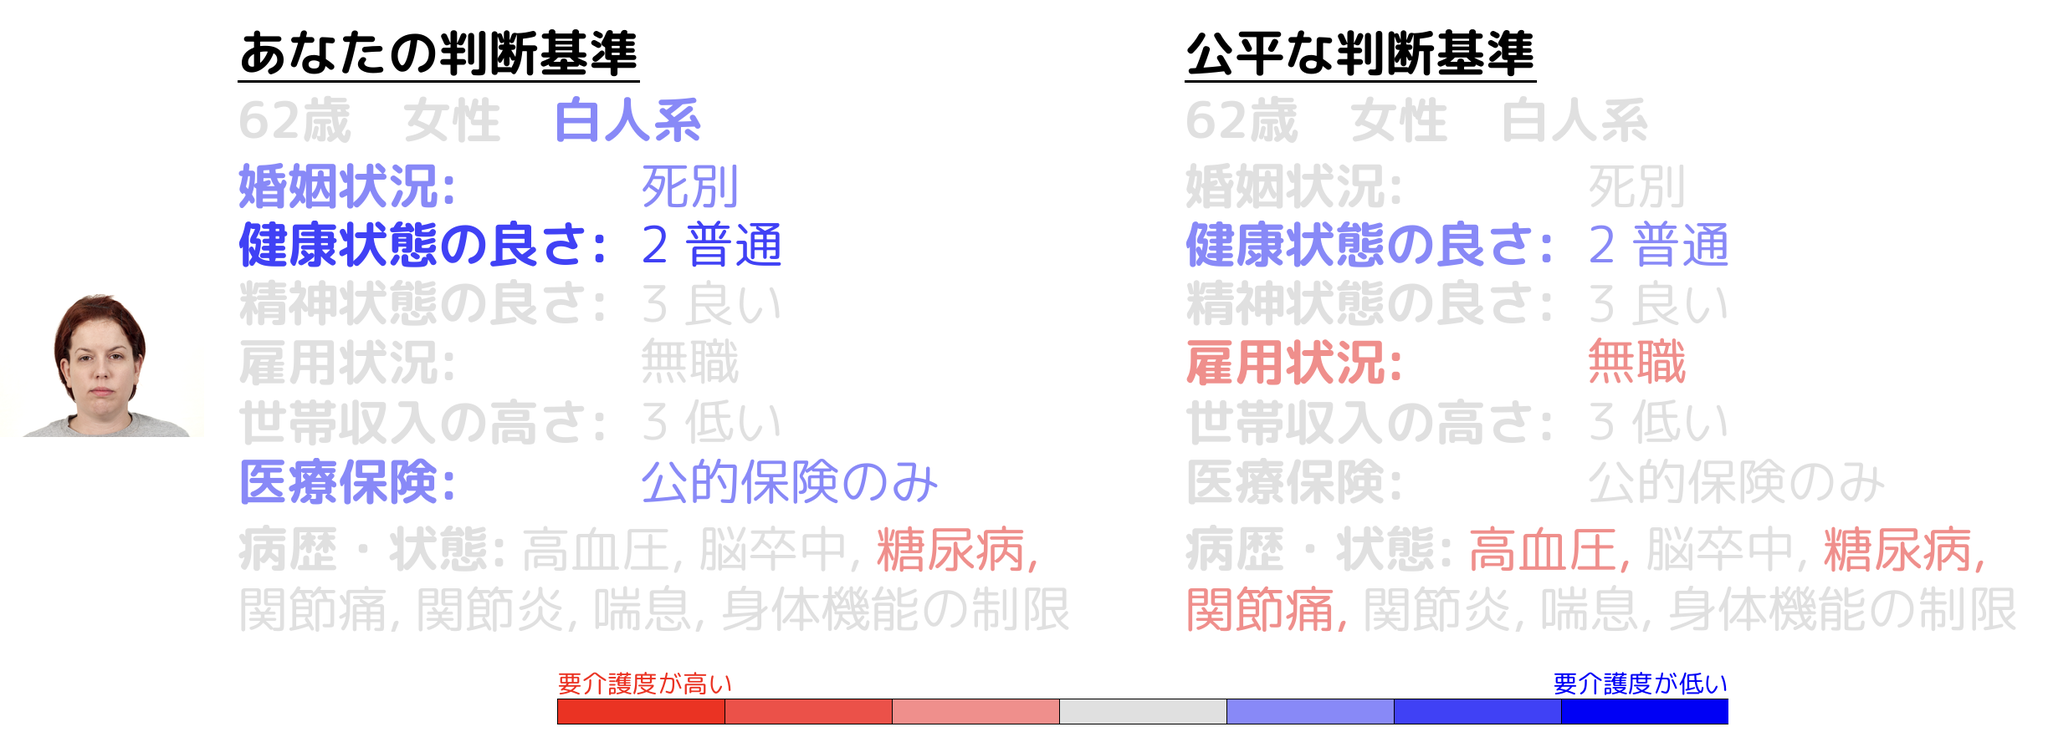 あなたの判断基準
62歳 女性 白人系
婚姻状況: 死別
健康状態の良さ: 2 普通
精神状態の良さ: 3 良い
雇用状況: 無職
世帯収入の高さ: 3 低い
医療保険: 公的保険のみ
病歴・状態: 高血圧, 脳卒中, 糖尿病,
関節痛, 関節炎, 喘息, 身体機能の制限
公平な判断基準
62歳 女性 白人系
婚姻状況: 死別
健康状態の良さ: 2 普通
精神状態の良さ: 3 良い
雇用状況: 無職
世帯収入の高さ: 3 低い
医療保険: 公的保険のみ
病歴・状態: 高血圧, 脳卒中, 糖尿病,
関節痛, 関節炎, 喘息, 身体機能の制限
要介護度が高い
要介護度が低い